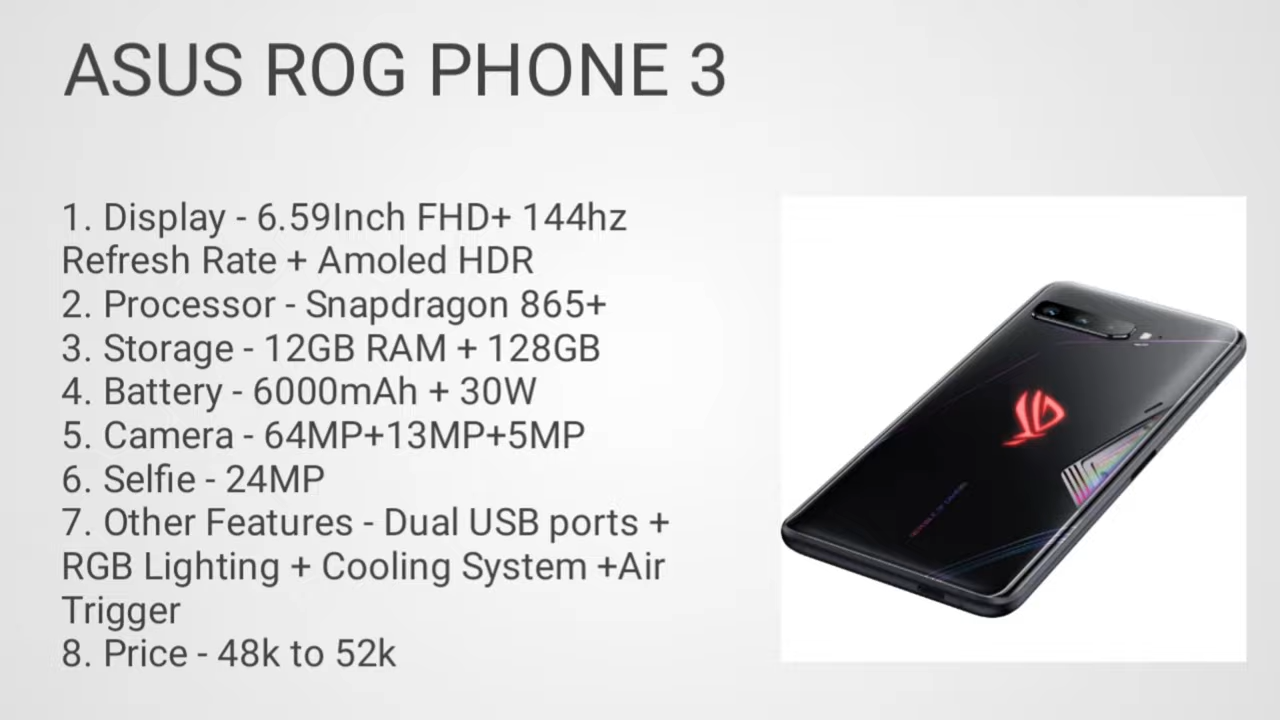 ASUS ROG PHONE 3
1. Display - 6.59Inch FHD+ 144hz
Refresh Rate + Amoled HDR
2. Processor - Snapdragon 865+
3. Storage - 12GB RAM + 128GB
4. Battery - 6000mAh + 30W
5. Camera - 64MP+13MP+5MP
6. Selfie - 24MP
7. Other Features - Dual USB ports +
RGB Lighting + Cooling System +Air
Trigger
8. Price - 48k to 52k